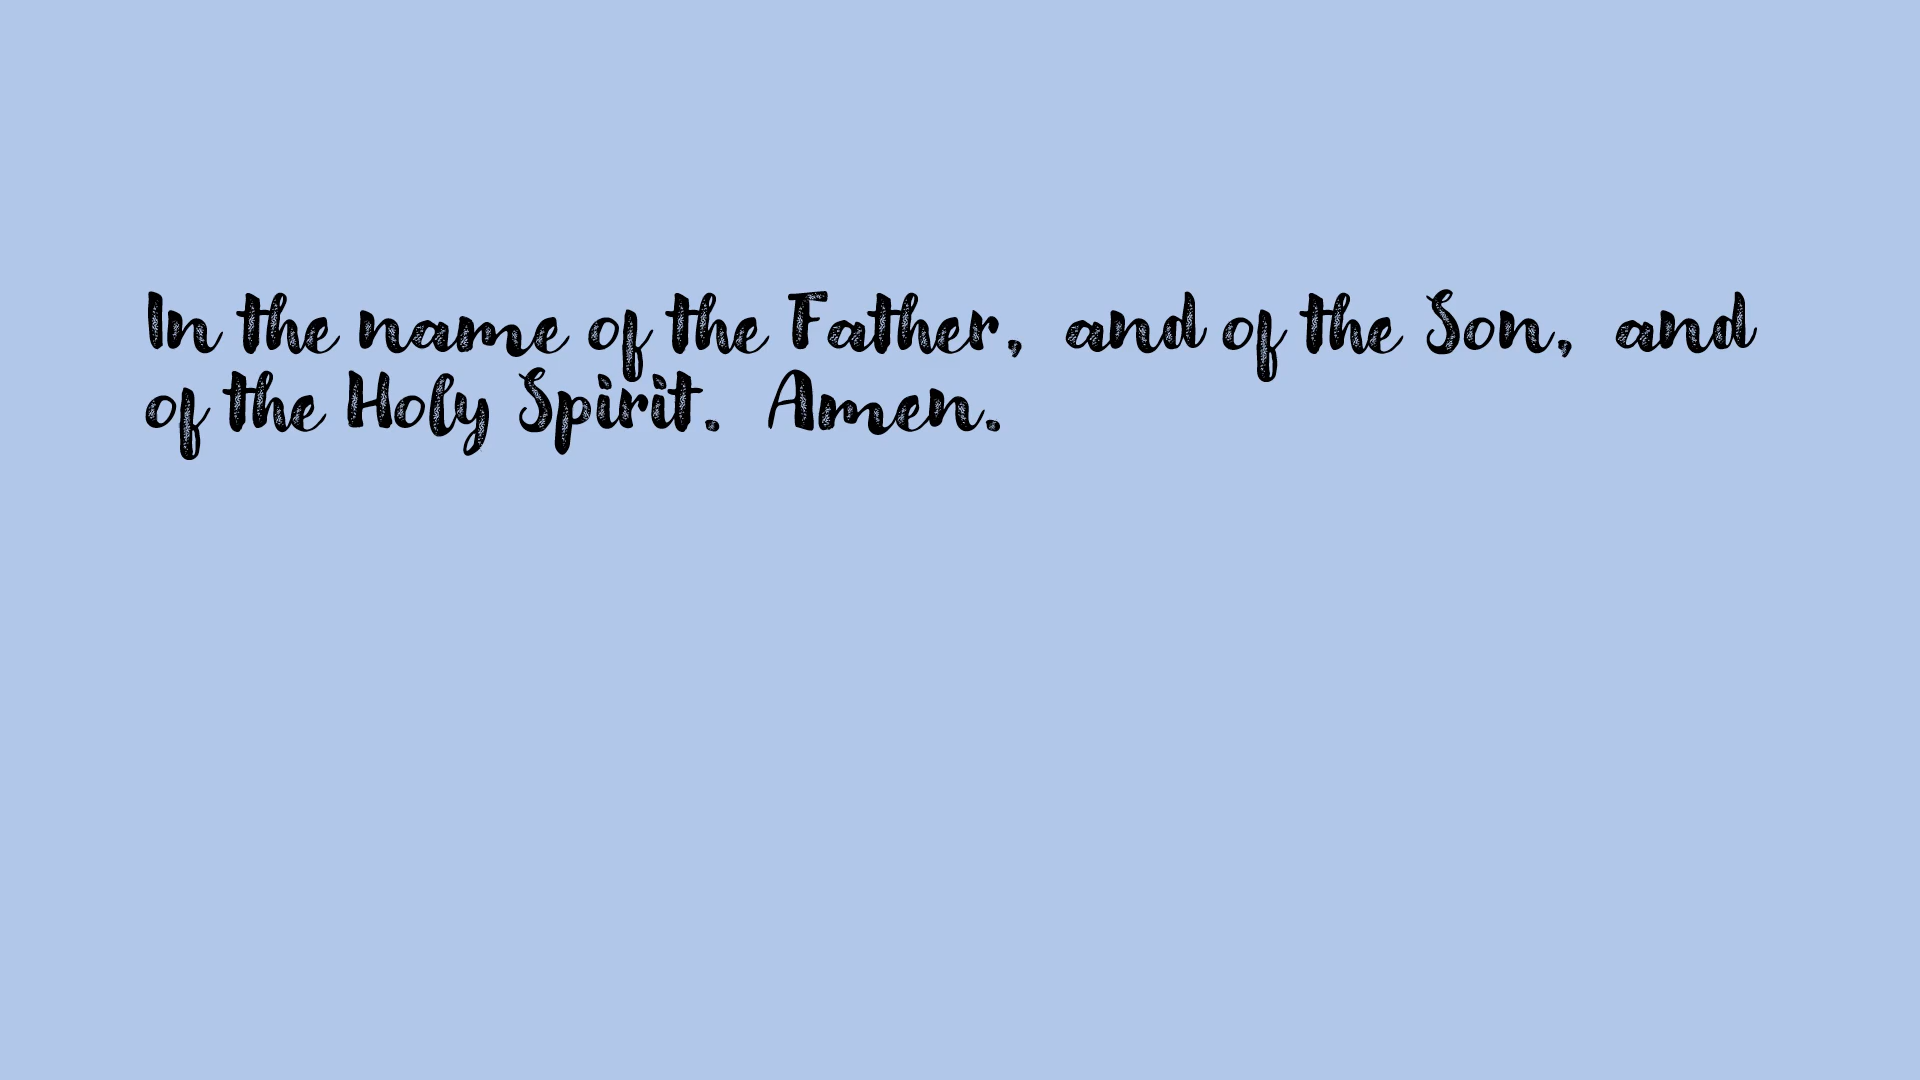 In the name of the Father, and of the Son, and
of the Holy Spirit. Amen.